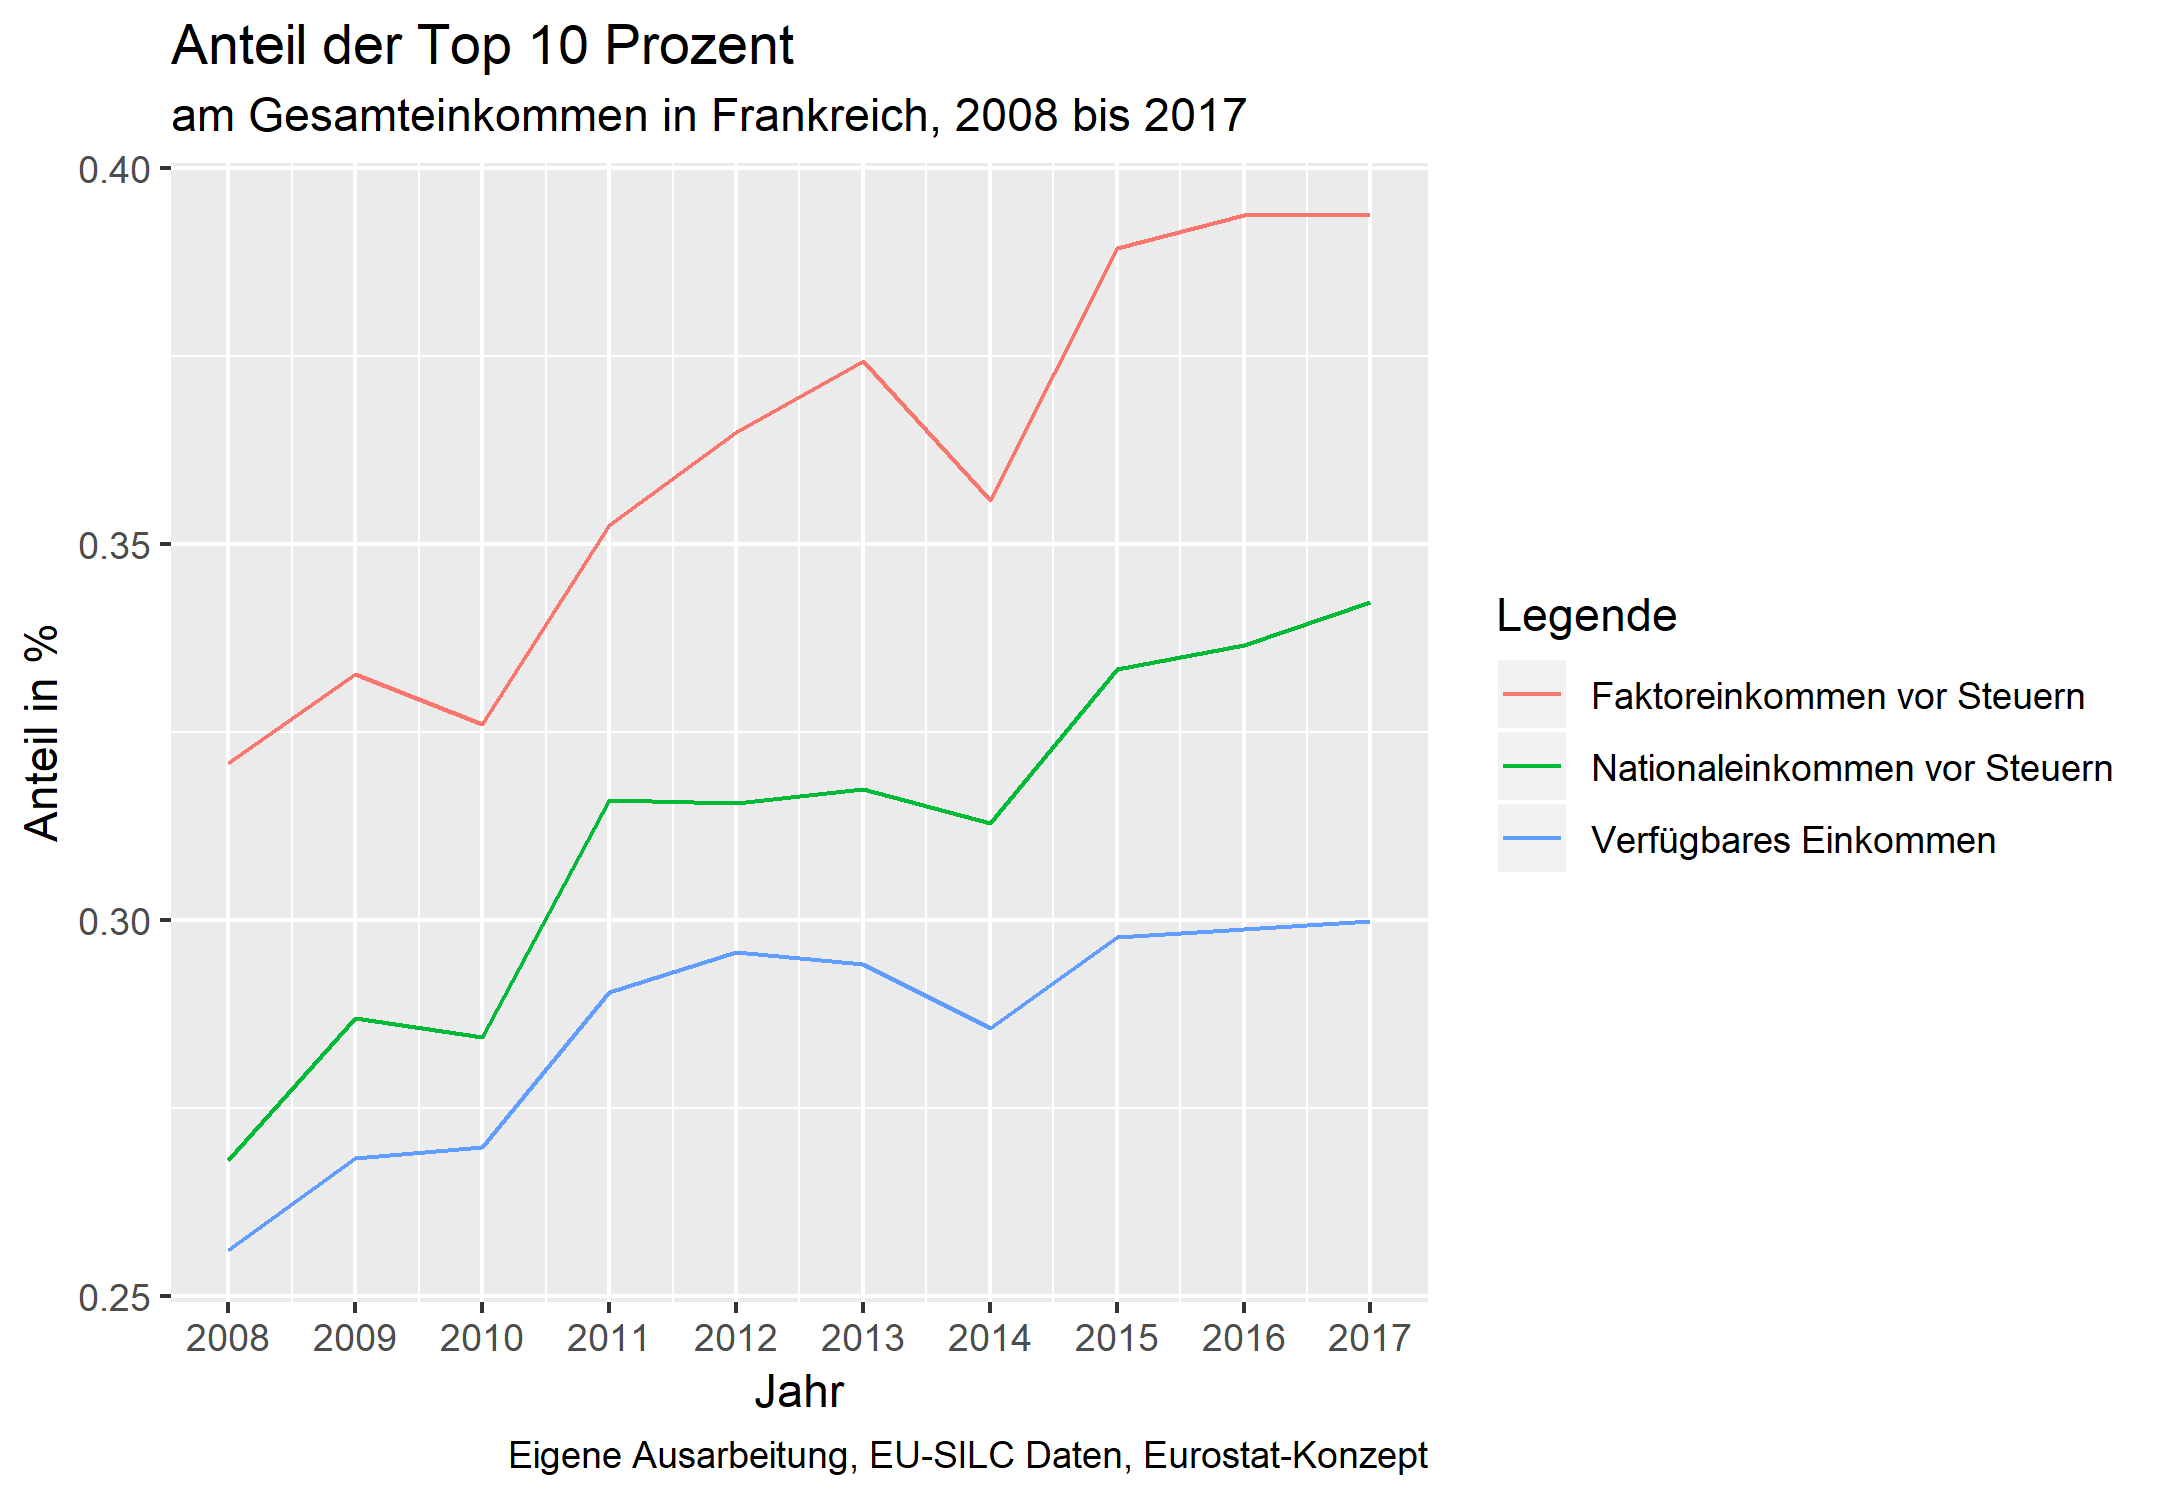 Anteil der Top 10 Prozent
am Gesamteinkommen in Frankreich, 2008 bis 2017
Anteil in %
0.40
0.35
0.30
0.25
2008 2009 2010 2011 2012 2013 2014 2015 2016 2017
Jahr
Legende
Faktoreinkommen vor Steuern
Nationaleinkommen vor Steuern
Verfügbares Einkommen
Eigene Ausarbeitung, EU-SILC Daten, Eurostat-Konzept